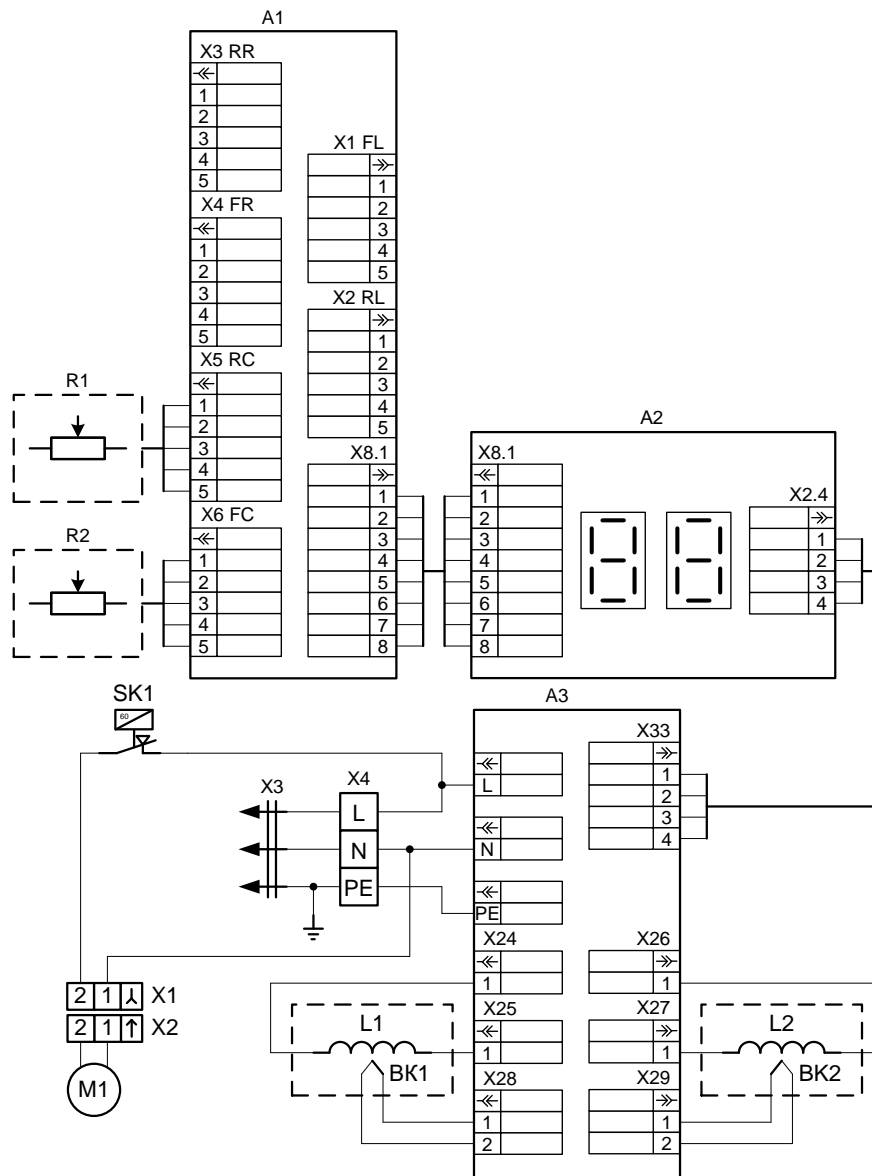 A1
X3 RR
1
2
3
4
5
X1 FL
1
2
3
4
5
X4 FR
1
2
3
4
5
X2 RL
1
2
3
4
5
X5 RC
1
2
3
4
5
R1
X8.1
1
2
3
4
5
6
7
8
X6 FC
1
2
3
4
5
R2
A2
X8.1
1
2
3
4
5
6
7
8
X2.4
1
2
3
4
SK1
60
A3
X33
1
2
3
4
L
X3
X4
L
N
PE
N
PE
X24
1
X26
1
X25
1
X27
1
L1
BK1
L2
BK2
X28
1
2
X29
1
2
2 1 X1
2 1 X2
M1